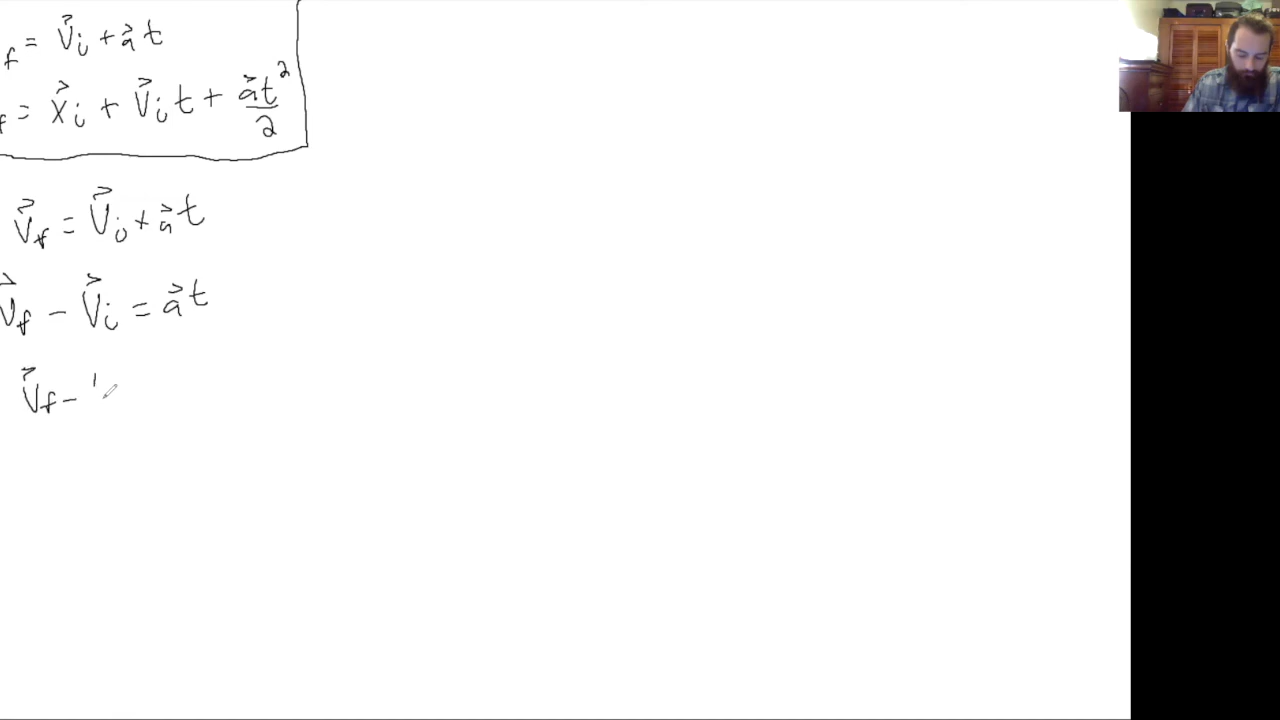 f = v⃗i + a⃗ t
f = x⃗i + v⃗i t + a⃗t²/2
v⃗f = v⃗i + a⃗ t
v⃗f - v⃗i = a⃗ t
v⃗f -